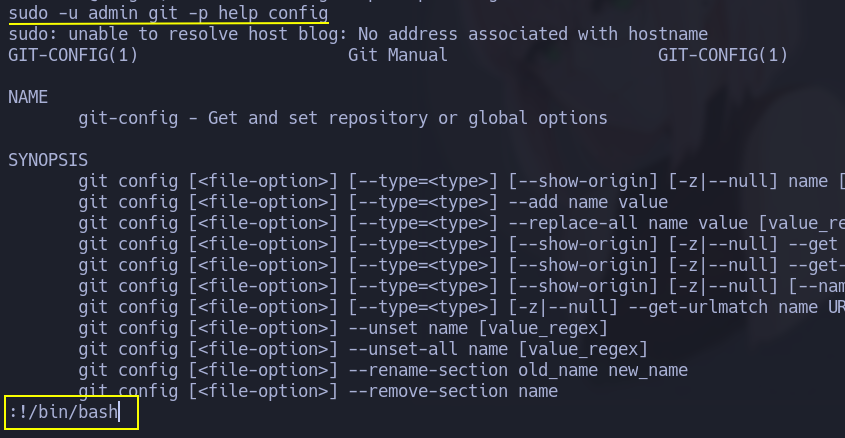 sudo -u admin git -p help config
sudo: unable to resolve host blog: No address associated with hostname
GIT-CONFIG(1) Git Manual GIT-CONFIG(1)
NAME
git-config - Get and set repository or global options
SYNOPSIS
git config [<file-option>] [--type=<type>] [--show-origin] [-z|--null] name [
git config [<file-option>] [--type=<type>] --add name value
git config [<file-option>] [--type=<type>] --replace-all name value [value_re
git config [<file-option>] [--type=<type>] [--show-origin] [-z|--null] --get
git config [<file-option>] [--type=<type>] [--show-origin] [-z|--null] --get-
git config [<file-option>] [--type=<type>] [--show-origin] [-z|--null] [--nam
git config [<file-option>] [--type=<type>] [-z|--null] --get-urlmatch name UR
git config [<file-option>] --unset name [value_regex]
git config [<file-option>] --unset-all name [value_regex]
git config [<file-option>] --rename-section old_name new_name
git config [<file-option>] --remove-section name
:!/bin/bash